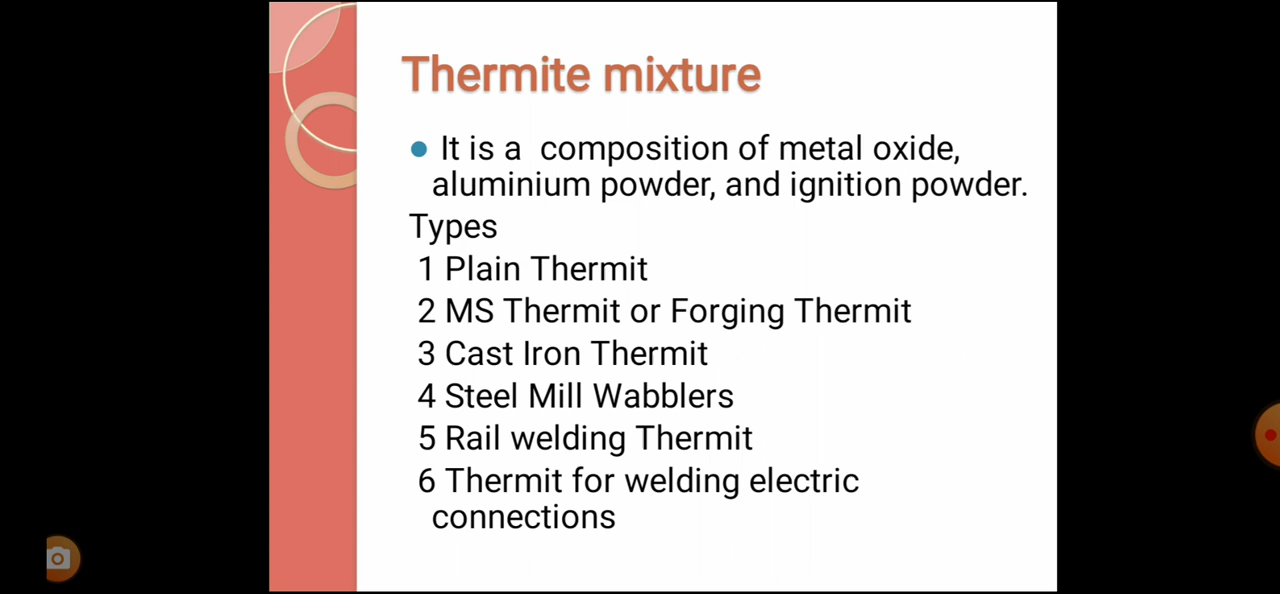 Thermite mixture
It is a composition of metal oxide,
aluminium powder, and ignition powder.
Types
1 Plain Thermit
2 MS Thermit or Forging Thermit
3 Cast Iron Thermit
4 Steel Mill Wabblers
5 Rail welding Thermit
6 Thermit for welding electric
connections